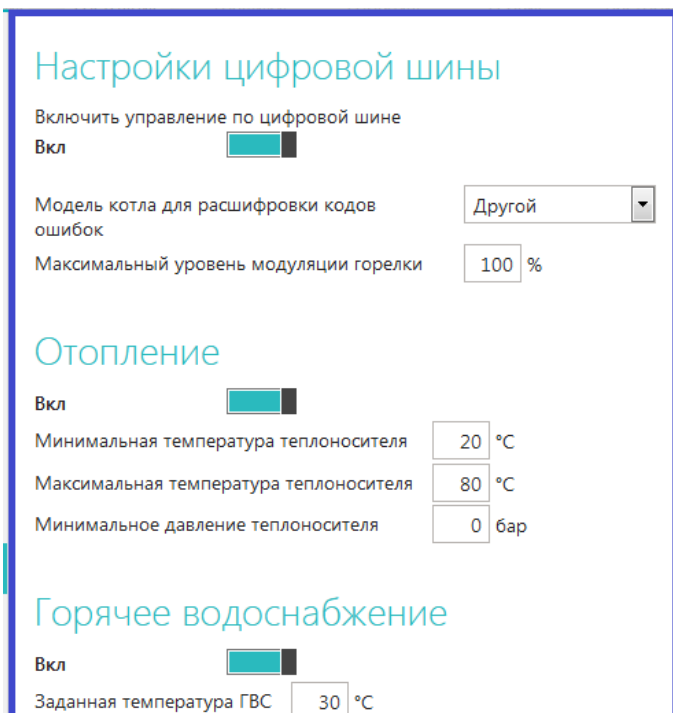 Настройки цифровой шины
Включить управление по цифровой шине
Вкл
Модель котла для расшифровки кодов
ошибок
Другой
Максимальный уровень модуляции горелки 100 %
Отопление
Вкл
Минимальная температура теплоносителя 20 °C
Максимальная температура теплоносителя 80 °C
Минимальное давление теплоносителя 0 бар
Горячее водоснабжение
Вкл
Заданная температура ГВС 30 °C